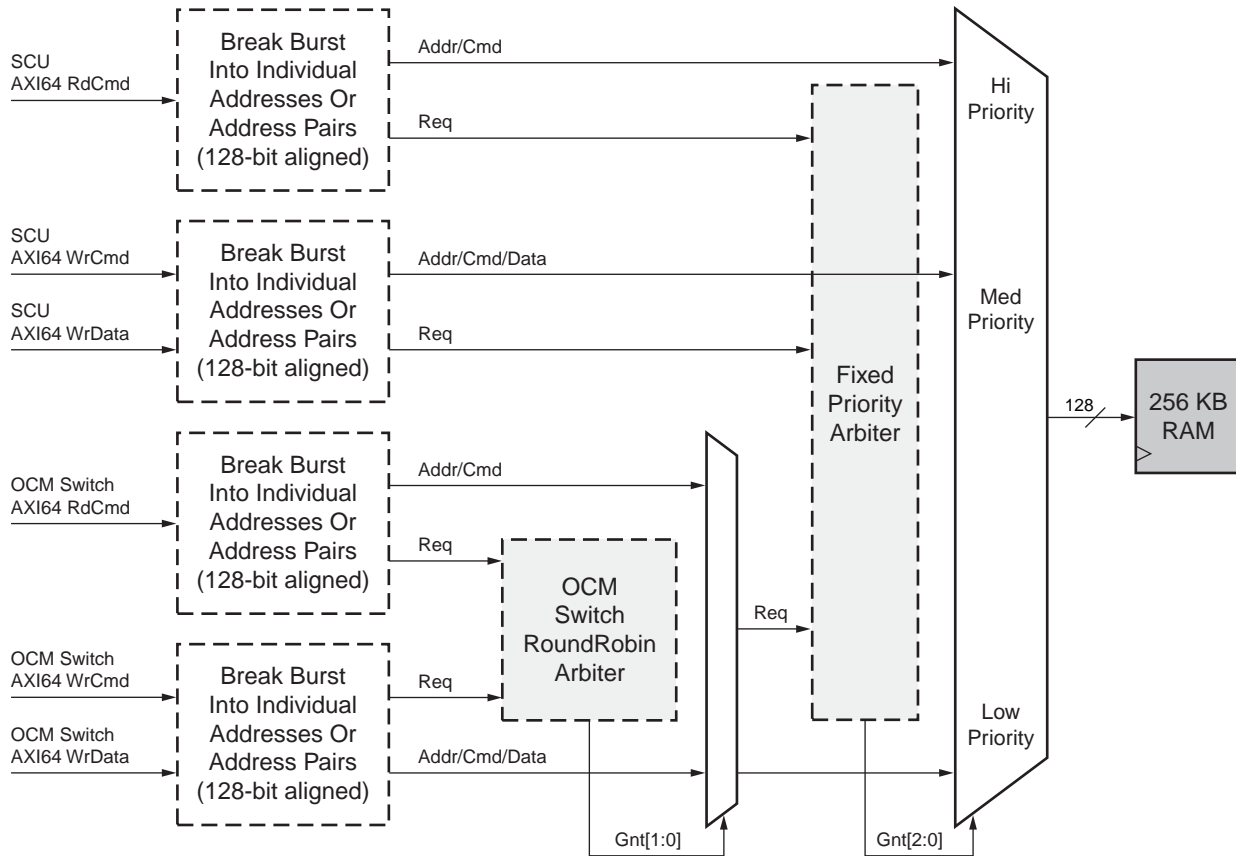 SCU
AXI64 RdCmd
Break Burst
Into Individual
Addresses Or
Address Pairs
(128-bit aligned)
Addr/Cmd
Req
Hi
Priority
SCU
AXI64 WrCmd
SCU
AXI64 WrData
Break Burst
Into Individual
Addresses Or
Address Pairs
(128-bit aligned)
Addr/Cmd/Data
Req
Med
Priority
Fixed
Priority
Arbiter
128
256 KB
RAM
OCM Switch
AXI64 RdCmd
Break Burst
Into Individual
Addresses Or
Address Pairs
(128-bit aligned)
Addr/Cmd
Req
OCM
Switch
RoundRobin
Arbiter
Req
OCM Switch
AXI64 WrCmd
OCM Switch
AXI64 WrData
Break Burst
Into Individual
Addresses Or
Address Pairs
(128-bit aligned)
Req
Addr/Cmd/Data
Low
Priority
Gnt[1:0]
Gnt[2:0]